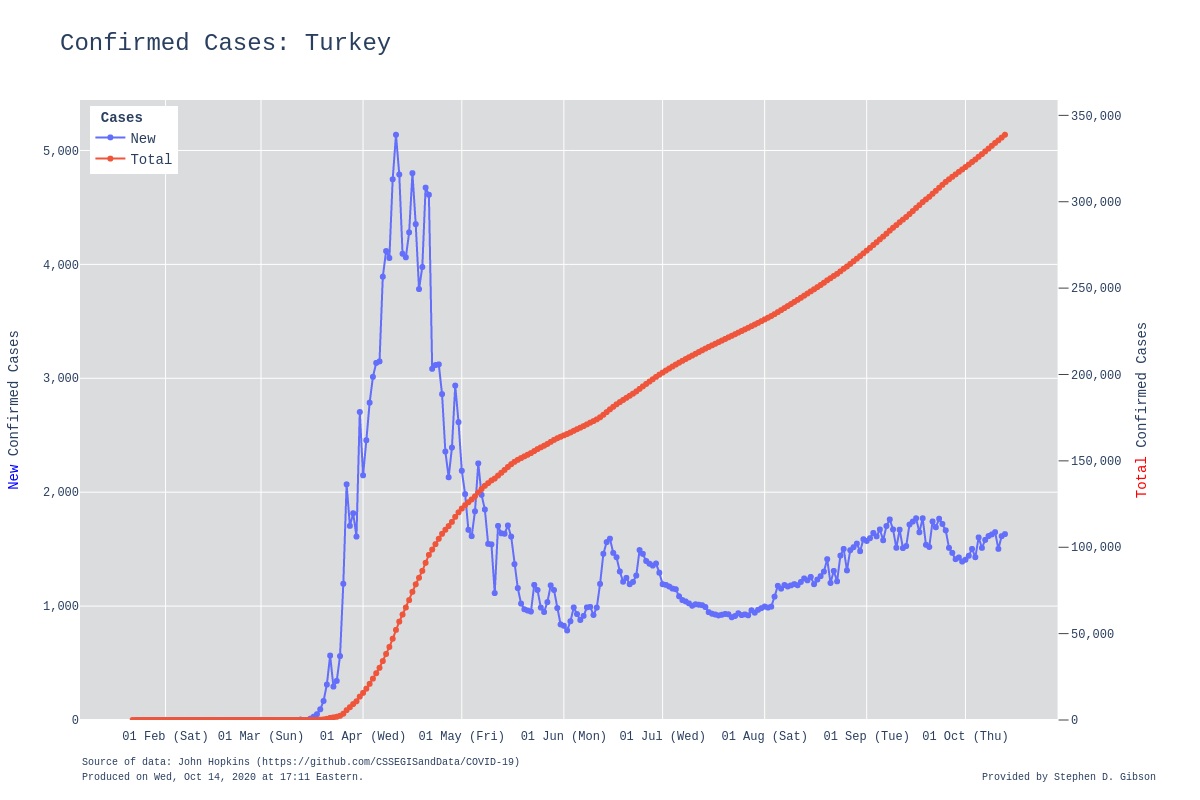 Confirmed Cases: Turkey
Cases
New
Total
5,000
4,000
3,000
2,000
1,000
0
350,000
300,000
250,000
200,000
150,000
100,000
50,000
0
New Confirmed Cases
Total Confirmed Cases
01 Feb (Sat) 01 Mar (Sun) 01 Apr (Wed) 01 May (Fri) 01 Jun (Mon) 01 Jul (Wed) 01 Aug (Sat) 01 Sep (Tue) 01 Oct (Thu)
Source of data: John Hopkins (https://github.com/CSSEGISandData/COVID-19)
Produced on Wed, Oct 14, 2020 at 17:11 Eastern.
Provided by Stephen D. Gibson